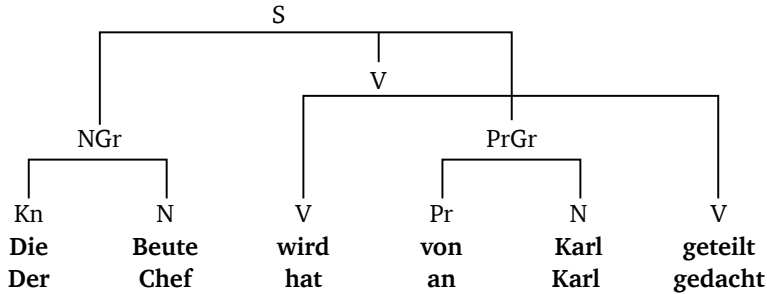 S
V
NGr PrGr
Kn N V Pr N V
Die Beute wird von Karl geteilt
Der Chef hat an Karl gedacht